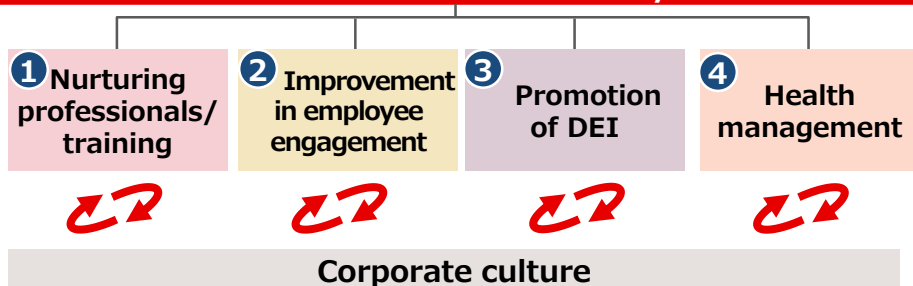 1
Nurturing
professionals/
training
2
Improvement
in employee
engagement
3
Promotion
of DEI
4
Health
management
Corporate culture